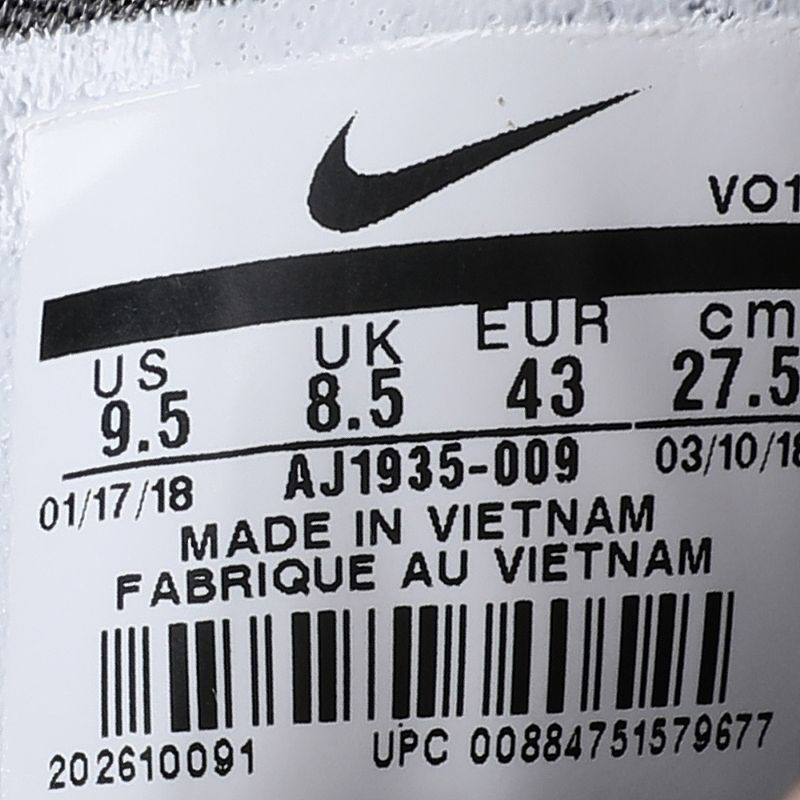 VO1
US UK EUR cm
9.5 8.5 43 27.5
01/17/18 AJ1935-009 03/10/18
MADE IN VIETNAM
FABRIQUE AU VIETNAM
202610091 UPC 00884751579677